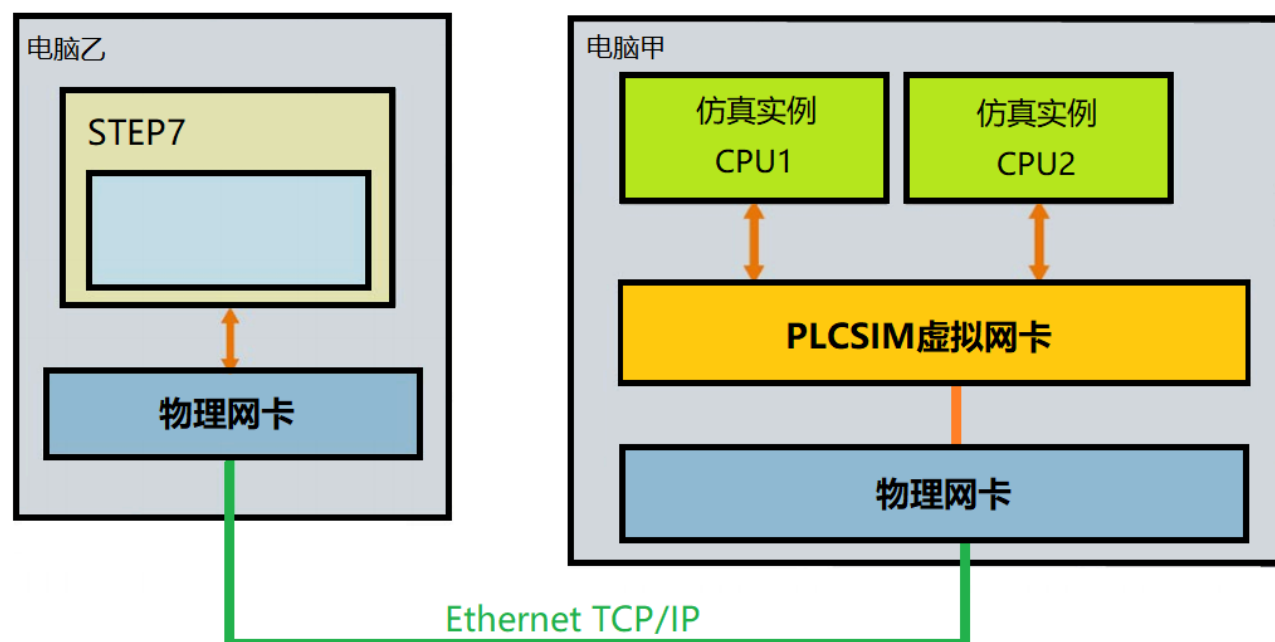 电脑乙
STEP7
物理网卡
电脑甲
仿真实例
CPU1
仿真实例
CPU2
PLCSIM虚拟网卡
物理网卡
Ethernet TCP/IP